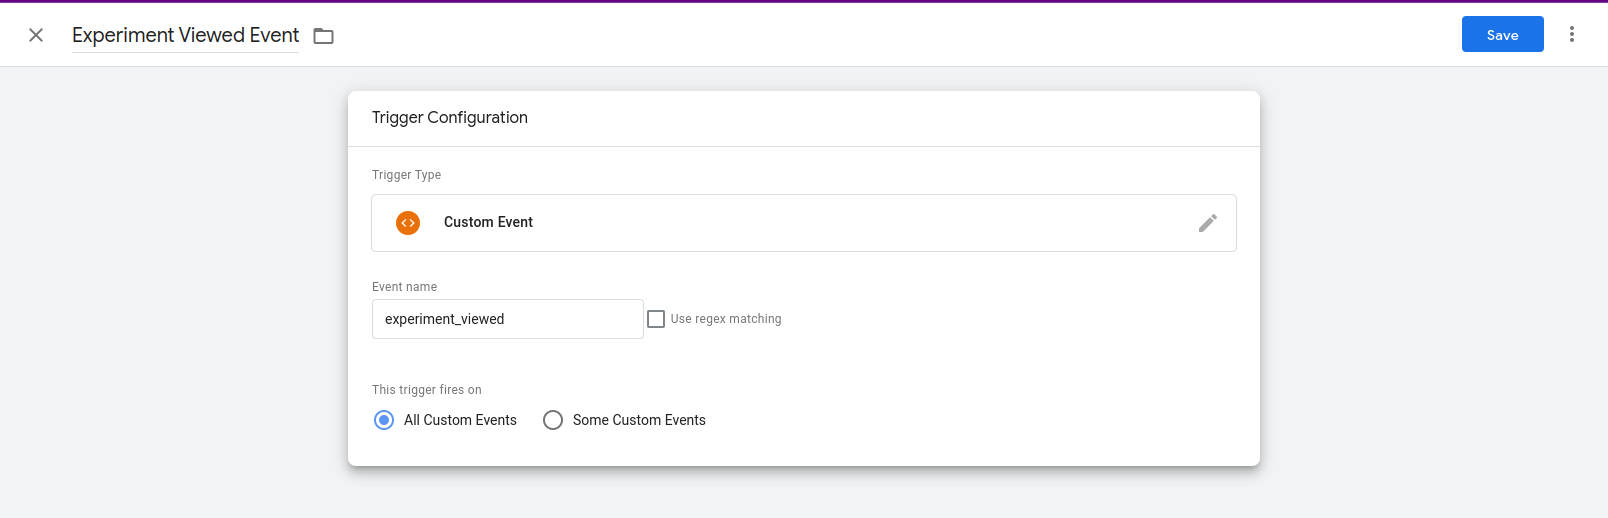 Experiment Viewed Event
Save
Trigger Configuration
Trigger Type
Custom Event
Event name
experiment_viewed
Use regex matching
This trigger fires on
All Custom Events
Some Custom Events